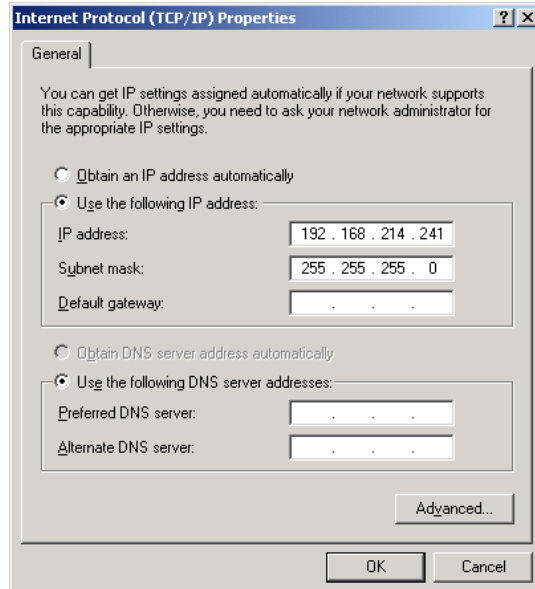 Internet Protocol (TCP/IP) Properties
General
You can get IP settings assigned automatically if your network supports
this capability. Otherwise, you need to ask your network administrator for
the appropriate IP settings.
Obtain an IP address automatically
Use the following IP address:
IP address: 192 . 168 . 214 . 241
Subnet mask: 255 . 255 . 255 . 0
Default gateway: . . .
Obtain DNS server address automatically
Use the following DNS server addresses:
Preferred DNS server: . . .
Alternate DNS server: . . .
Advanced...
OK Cancel